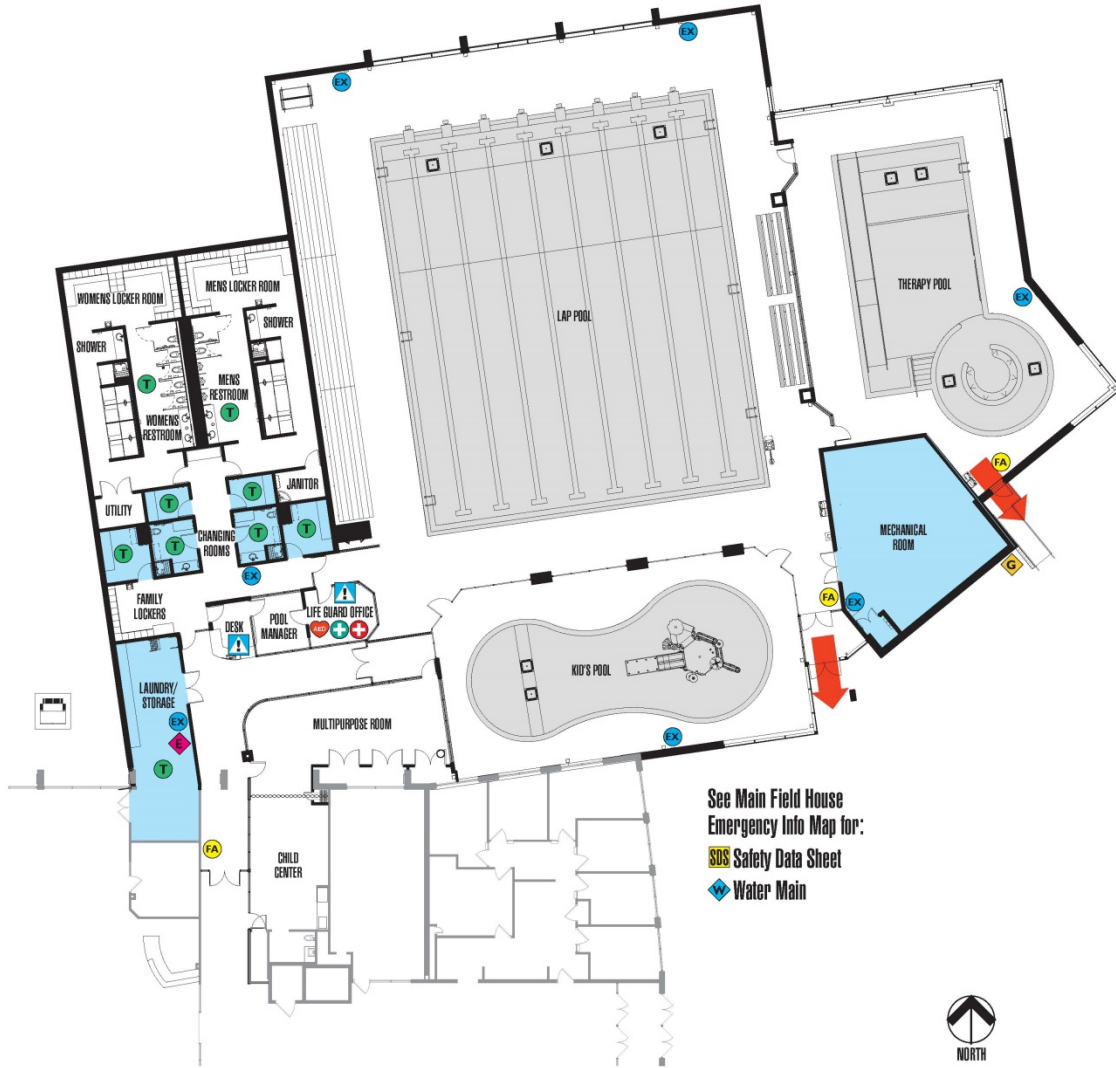 EX
EX
WOMENS LOCKER ROOM
MENS LOCKER ROOM
SHOWER
SHOWER
LAP POOL
THERAPY POOL
EX
T
MENS
RESTROOM
T
WOMENS
RESTROOM
FA
JANITOR
UTILITY
T
T
T
T
T
T
CHANGING
ROOMS
MECHANICAL
ROOM
G
EX
FA
EX
FAMILY
LOCKERS
DESK
POOL
MANAGER
LIFE GUARD OFFICE
AED
KID'S POOL
LAUNDRY/
STORAGE
EX
E
T
MULTIPURPOSE ROOM
EX
FA
CHILD
CENTER
See Main Field House
Emergency Info Map for:
SDS Safety Data Sheet
W Water Main
NORTH